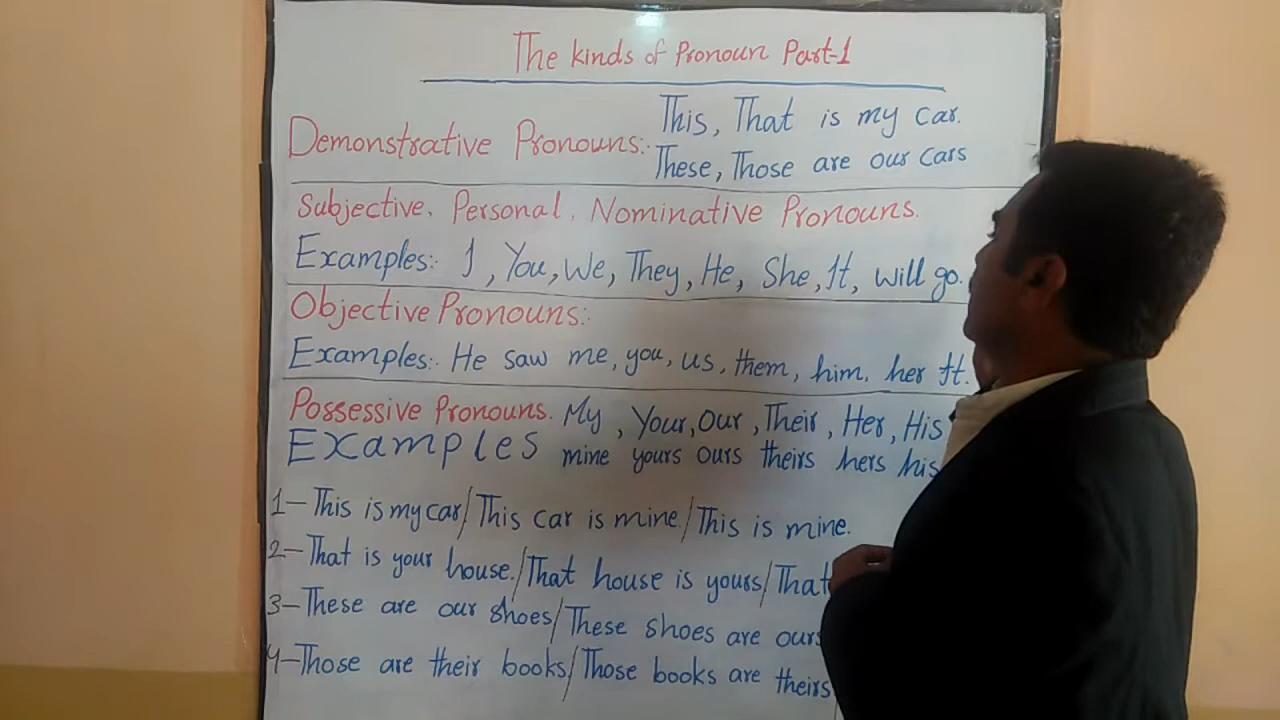 The kinds of Pronoun Part-1
Demonstrative Pronouns:. This, That is my car.
These, Those are our cars
Subjective, Personal, Nominative Pronouns.
Examples:. I, You, We, They, He, She, It, will go.
Objective Pronouns:.
Examples:. He saw me, you, us, them, him, her It.
Possessive Pronouns. My, Your, Our, Their, Her, His
Examples mine yours ours theirs hers his
1- This is my car/ This car is mine./ This is mine.
2- That is your house./ That house is yours/ That
3- These are our shoes/ These shoes are ours
4- Those are their books/ Those books are theirs